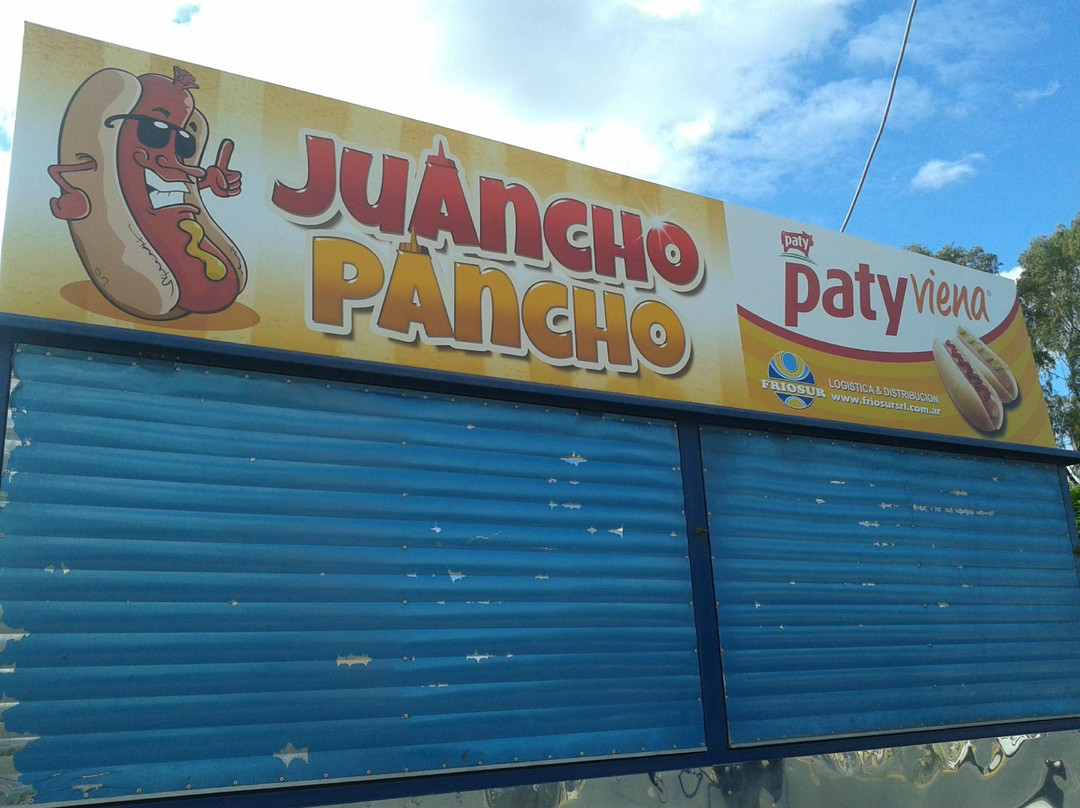 JUANCHO
PANCHO
paty
paty viena
FRIOSUR
LOGISTICA & DISTRIBUCION
www.friosursrl.com.ar